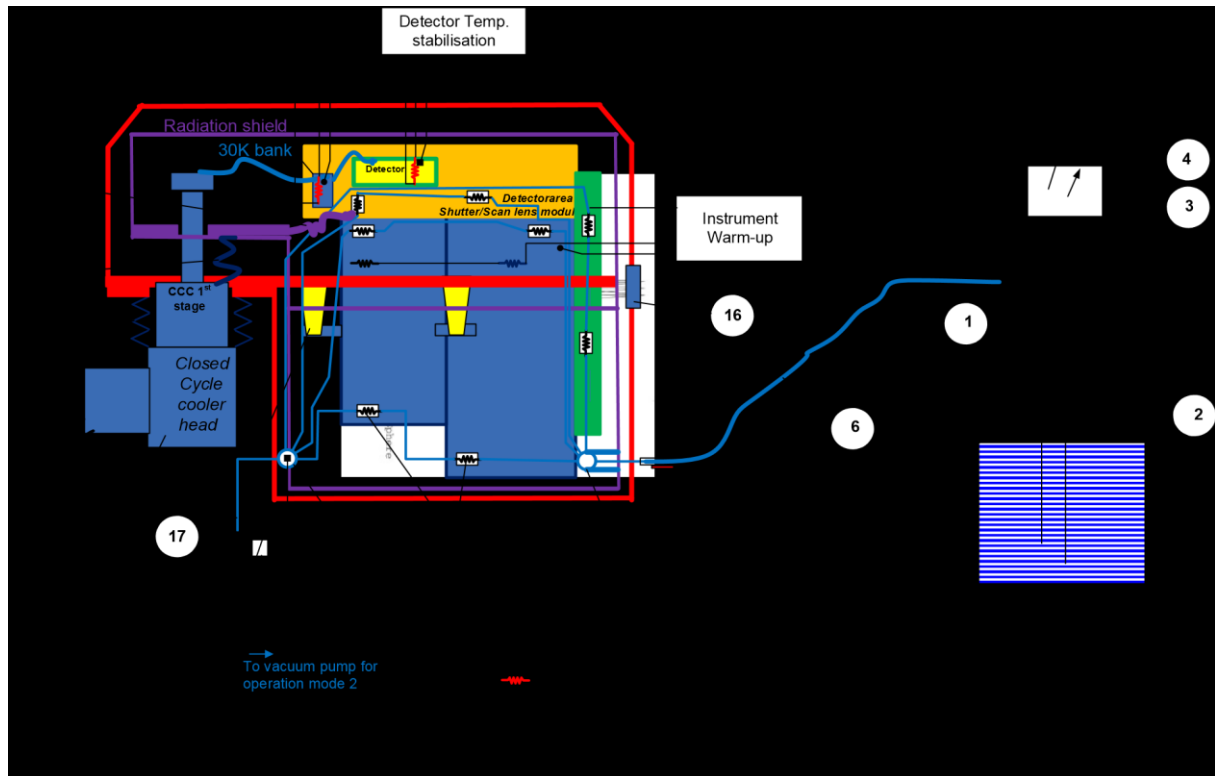 Detector Temp.
stabilisation
Radiation shield
30K bank
Detector
Detectorarea
Shutter/Scan lens modul
Instrument
Warm-up
CCC 1st
stage
Closed
Cycle
cooler
head
4
3
16
1
2
6
17
To vacuum pump for
operation mode 2